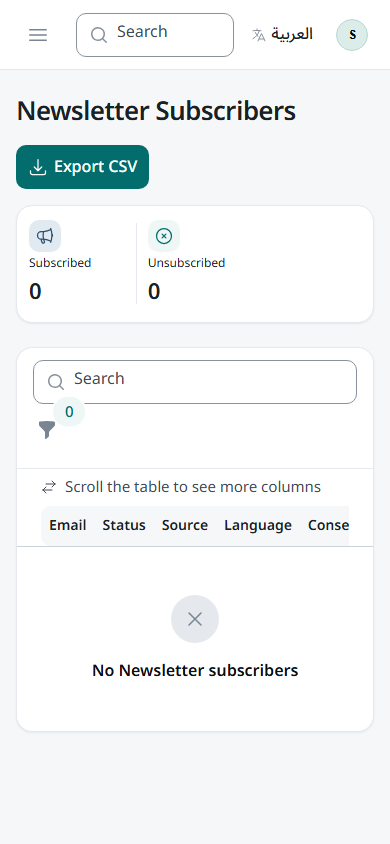 Search
العربية
S
Newsletter Subscribers
Export CSV
Subscribed
0
Unsubscribed
0
Search
0
Scroll the table to see more columns
Email Status Source Language Conse
No Newsletter subscribers